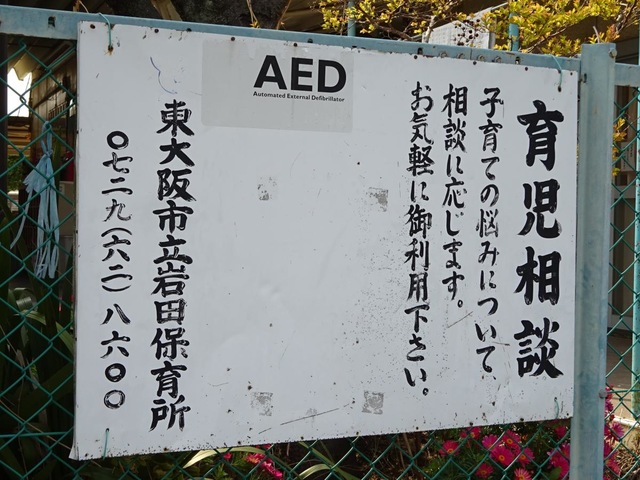 育児相談
子育ての悩みについて
相談に応じます。
お気軽に御利用下さい。
AED
Automated External Defibrillator
東大阪市立岩田保育所
〇七二九(六二)八六〇〇